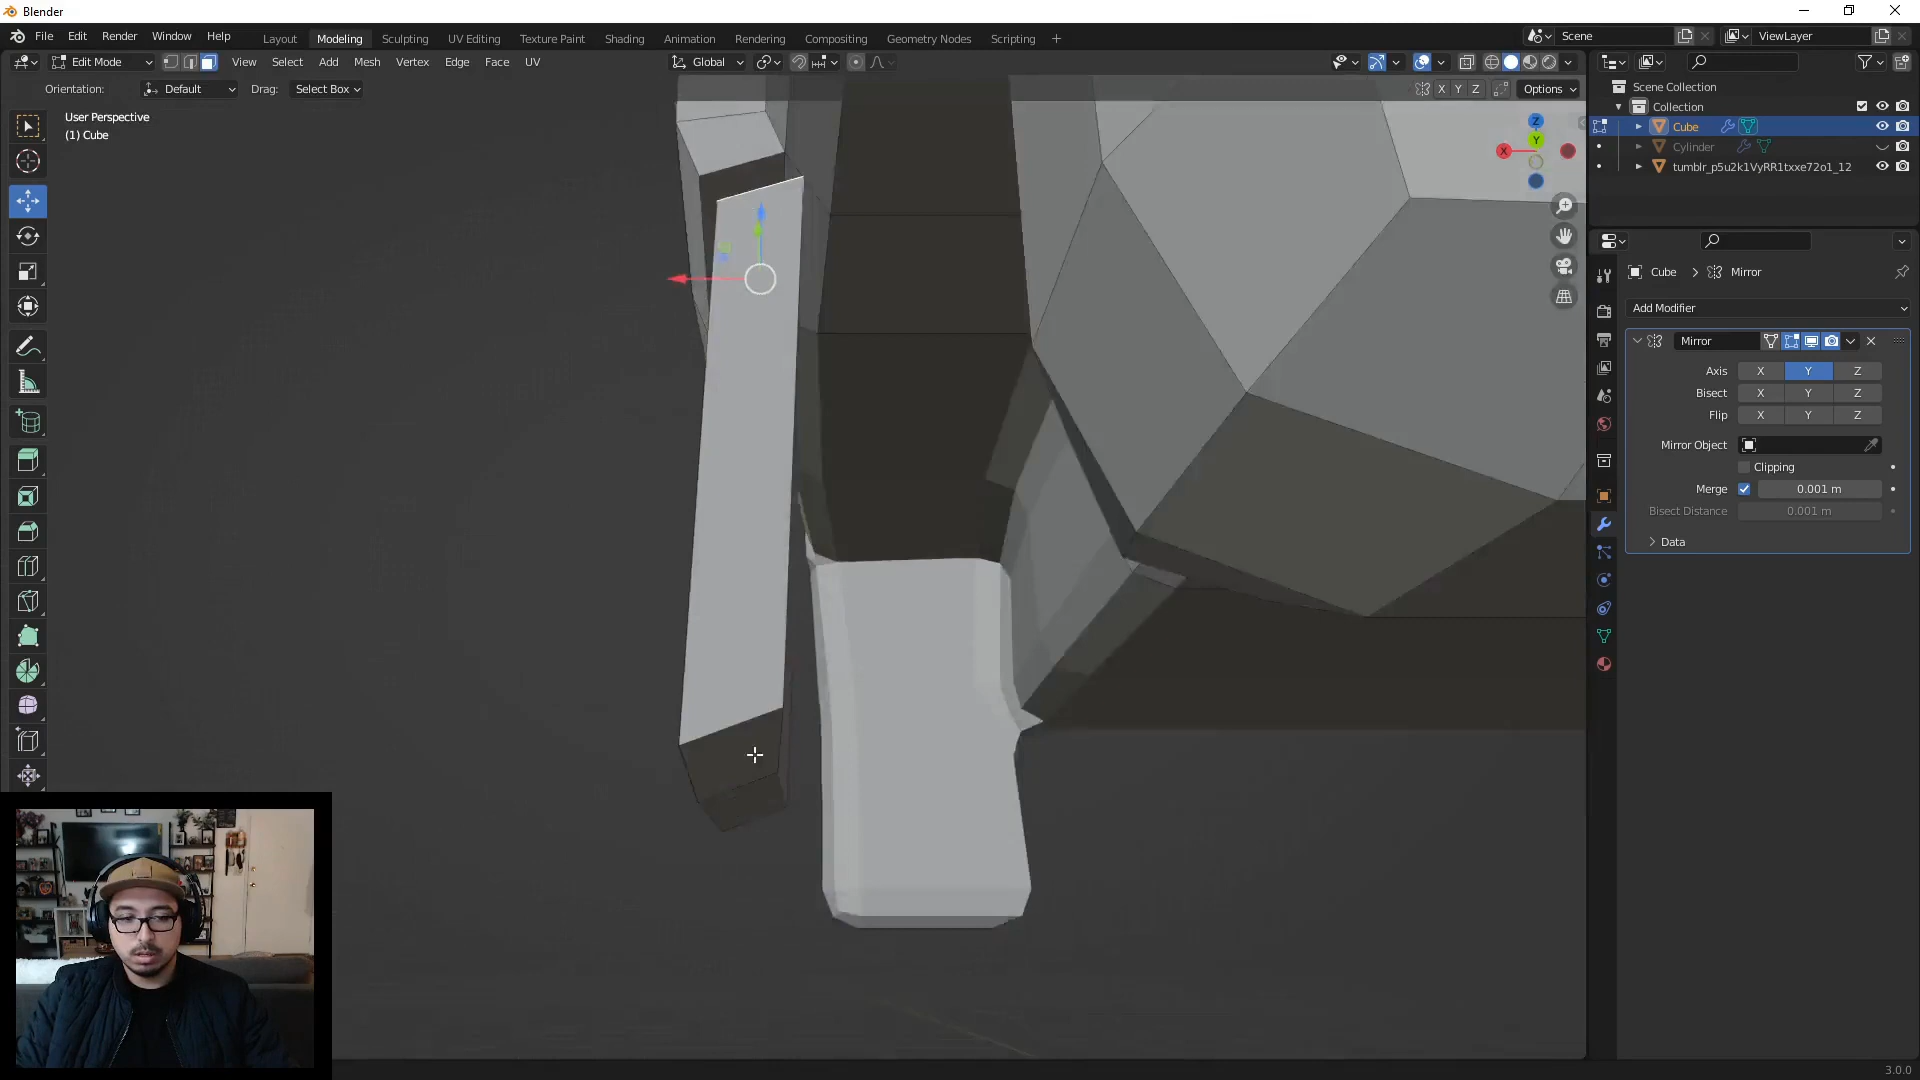 Blender
File Edit Render Window Help
Layout Modeling Sculpting UV Editing Texture Paint Shading Animation Rendering Compositing Geometry Nodes Scripting +
Scene
ViewLayer
Edit Mode View Select Add Mesh Vertex Edge Face UV
Global
Orientation: Default Drag: Select Box
X Y Z Options
User Perspective
(1) Cube
Z
Y
X
Scene Collection
Collection
Cube
Cylinder
tumblr_p5u2k1VyRR1txxe72o1_12
Cube > Mirror
Add Modifier
Mirror
Axis X Y Z
Bisect X Y Z
Flip X Y Z
Mirror Object
Clipping
Merge 0.001 m
Bisect Distance 0.001 m
Data
3.0.0